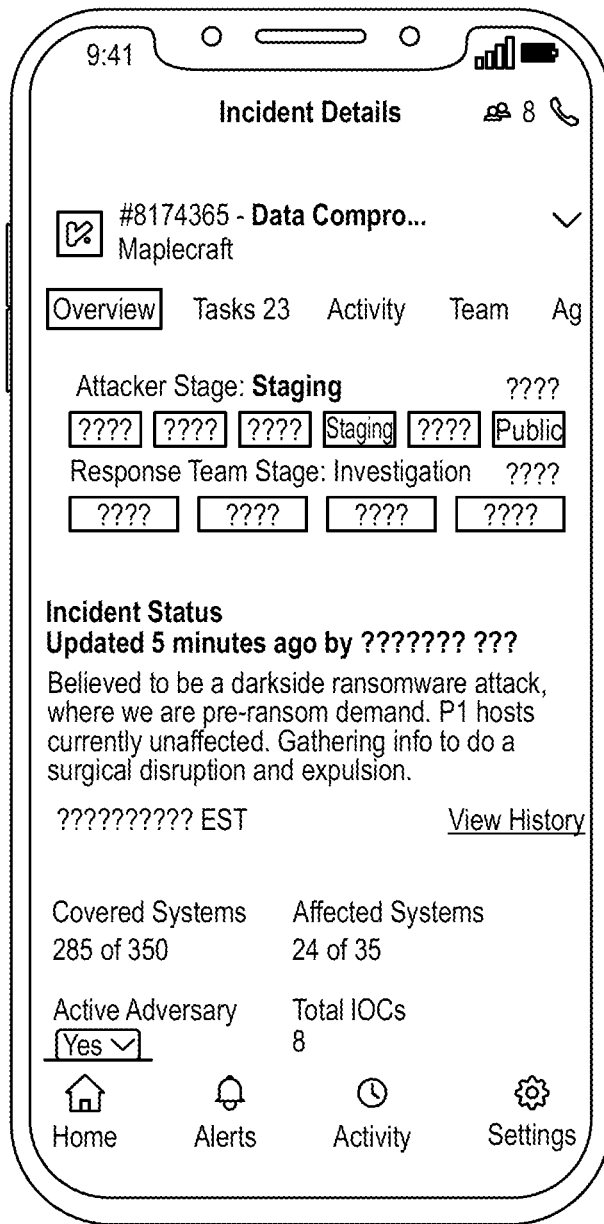 9:41
Incident Details 8
#8174365 - Data Compro...
Maplecraft
Overview Tasks 23 Activity Team Ag
Attacker Stage: Staging ????
???? ???? ???? Staging ???? Public
Response Team Stage: Investigation ????
???? ???? ???? ????
Incident Status
Updated 5 minutes ago by ??????? ???
Believed to be a darkside ransomware attack,
where we are pre-ransom demand. P1 hosts
currently unaffected. Gathering info to do a
surgical disruption and expulsion.
?????????? EST View History
Covered Systems Affected Systems
285 of 350 24 of 35
Active Adversary Total IOCs
Yes 8
Home Alerts Activity Settings